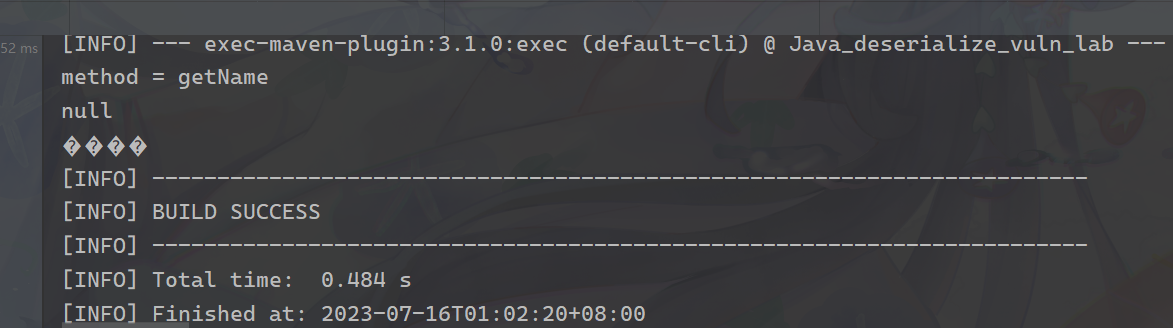 52 ms
[INFO] --- exec-maven-plugin:3.1.0:exec (default-cli) @ Java_deserialize_vuln_lab ---
method = getName
null
����
[INFO] ------------------------------------------------------------------------
[INFO] BUILD SUCCESS
[INFO] ------------------------------------------------------------------------
[INFO] Total time:  0.484 s
[INFO] Finished at: 2023-07-16T01:02:20+08:00